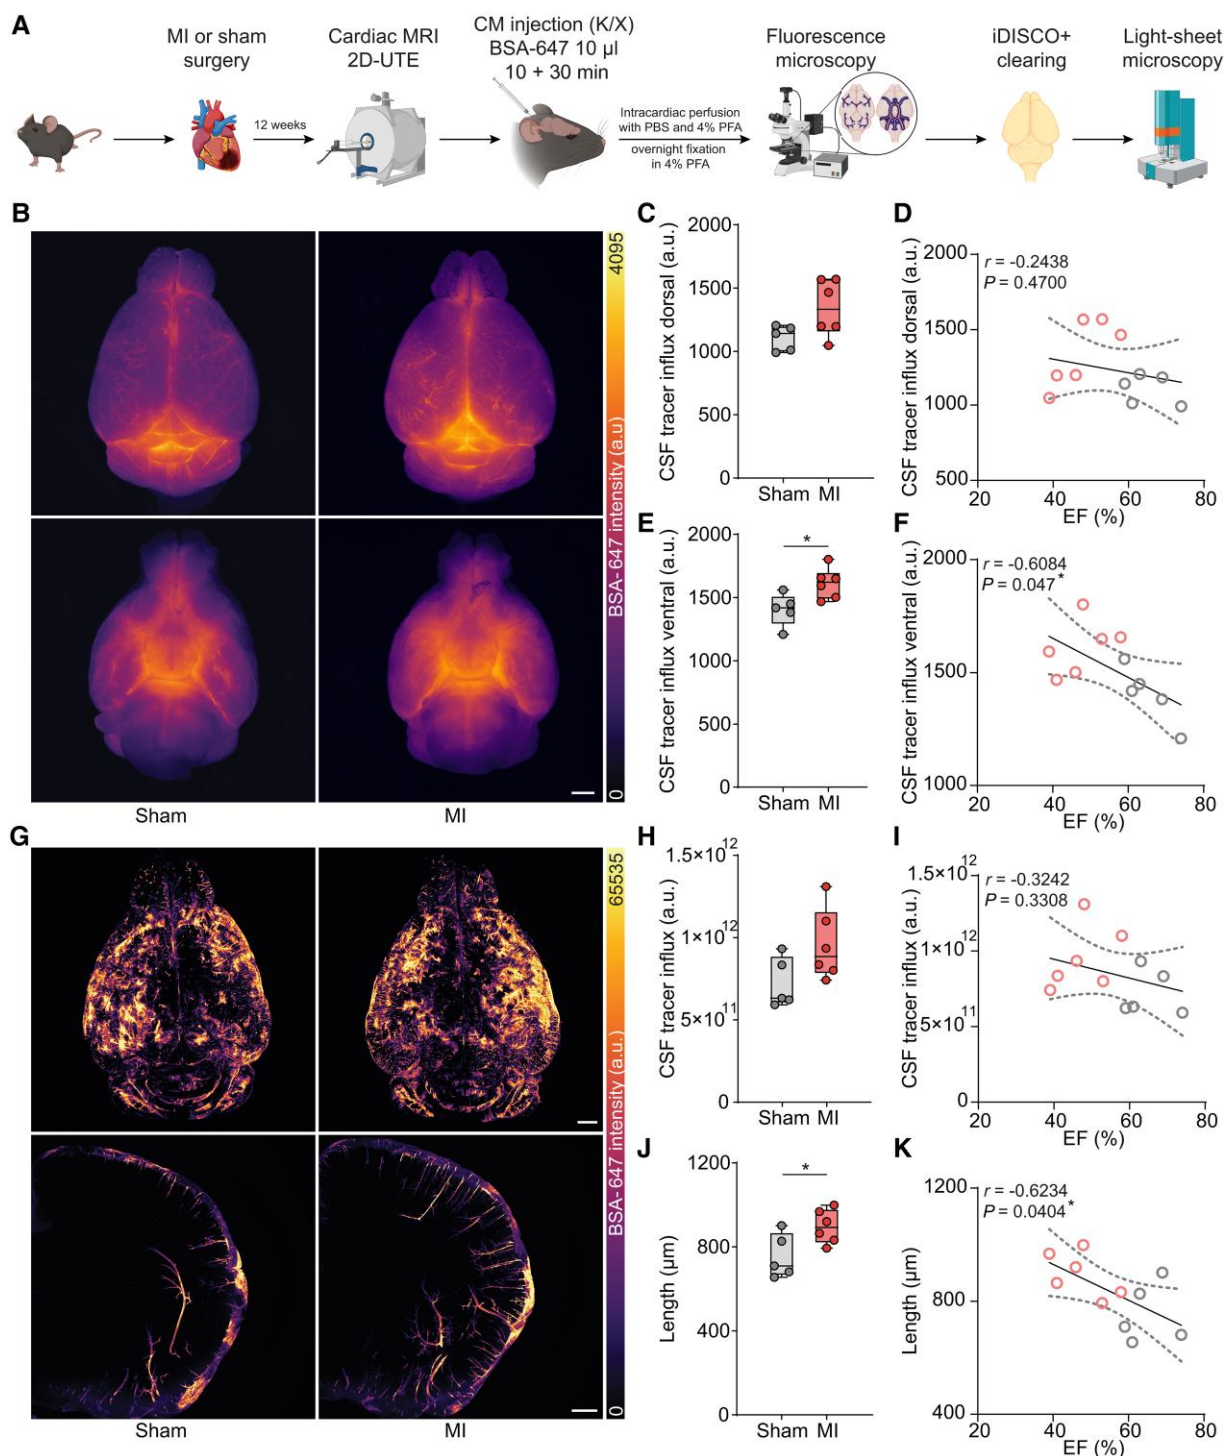 A
MI or sham
surgery
12 weeks
Cardiac MRI
2D-UTE
CM injection (K/X)
BSA-647 10 µl
10 + 30 min
Intracardiac perfusion
with PBS and 4% PFA
overnight fixation
in 4% PFA
Fluorescence
microscopy
iDISCO+
clearing
Light-sheet
microscopy
B
4095
BSA-647 intensity (a.u)
0
Sham
MI
C
CSF tracer influx dorsal (a.u.)
2000
1500
1000
500
0
Sham MI
D
CSF tracer influx dorsal (a.u.)
r = -0.2438
P = 0.4700
2000
1500
1000
500
20 40 60 80
EF (%)
E
CSF tracer influx ventral (a.u.)
*
2000
1500
1000
500
0
Sham MI
F
CSF tracer influx ventral (a.u.)
r = -0.6084
P = 0.047*
2000
1500
1000
20 40 60 80
EF (%)
G
65535
BSA-647 intensity (a.u.)
0
Sham
MI
H
CSF tracer influx (a.u.)
1.5×10¹²
1×10¹²
5×10¹¹
0
Sham MI
I
CSF tracer influx (a.u.)
r = -0.3242
P = 0.3308
1.5×10¹²
1×10¹²
5×10¹¹
0
20 40 60 80
EF (%)
J
Length (µm)
*
1200
800
400
0
Sham MI
K
Length (µm)
r = -0.6234
P = 0.0404*
1200
800
400
20 40 60 80
EF (%)